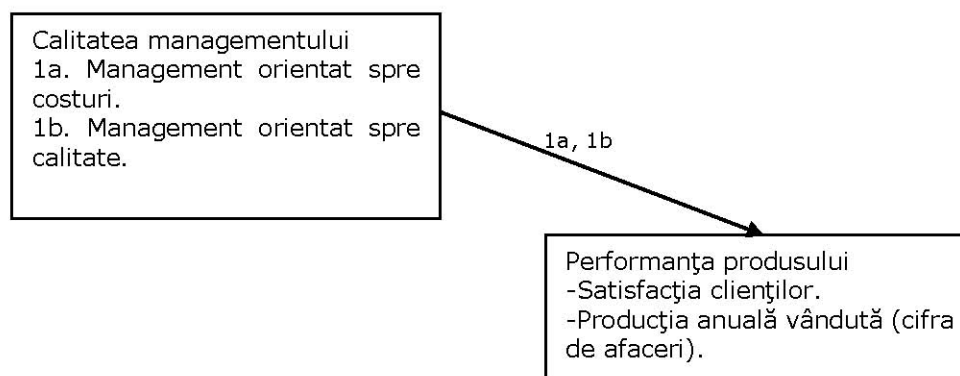 Calitatea managementului
1a. Management orientat spre
costuri.
1b. Management orientat spre
calitate.
1a, 1b
Performanţa produsului
-Satisfacţia clienţilor.
-Producţia anuală vândută (cifra
de afaceri).